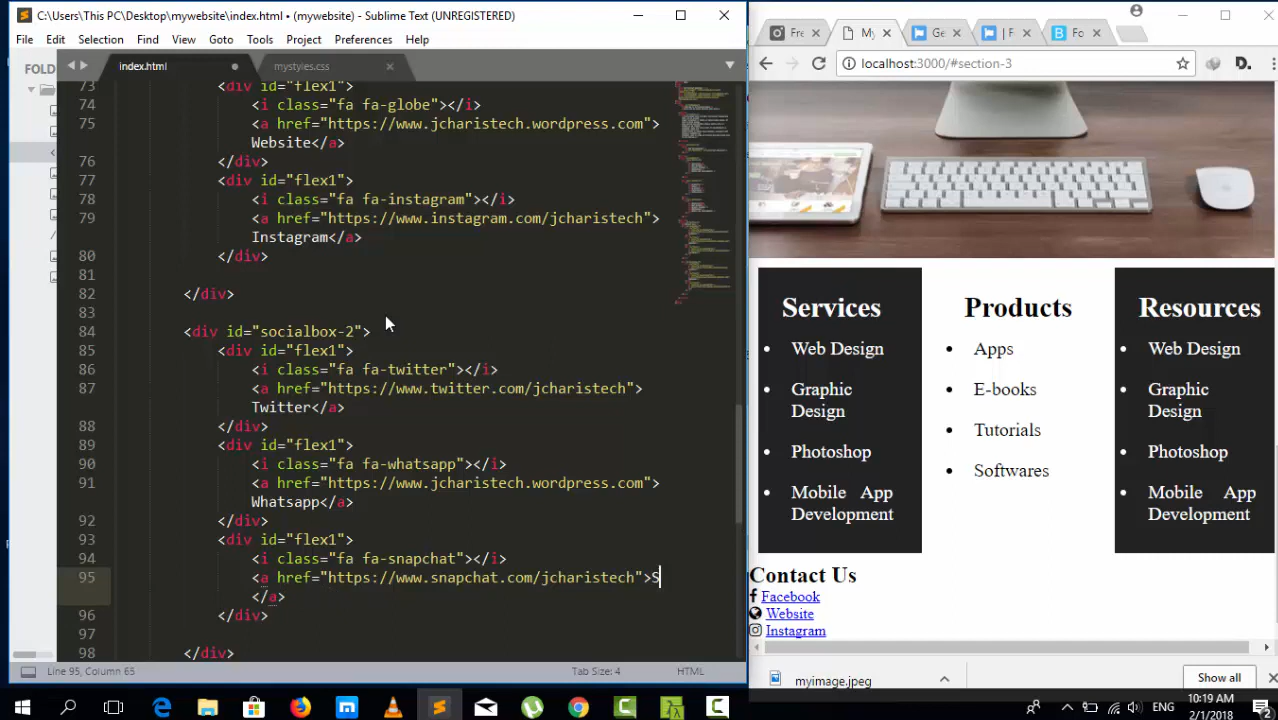 C:\Users\This PC\Desktop\mywebsite\index.html • (mywebsite) - Sublime Text (UNREGISTERED)
File Edit Selection Find View Goto Tools Project Preferences Help
FOLD
index.html
mystyles.css
73 <div id="flex1">
74 <i class="fa fa-globe"></i>
75 <a href="https://www.jcharistech.wordpress.com">
Website</a>
76 </div>
77 <div id="flex1">
78 <i class="fa fa-instagram"></i>
79 <a href="https://www.instagram.com/jcharistech">
Instagram</a>
80 </div>
81
82 </div>
83
84 <div id="socialbox-2">
85 <div id="flex1">
86 <i class="fa fa-twitter"></i>
87 <a href="https://www.twitter.com/jcharistech">
Twitter</a>
88 </div>
89 <div id="flex1">
90 <i class="fa fa-whatsapp"></i>
91 <a href="https://www.jcharistech.wordpress.com">
Whatsapp</a>
92 </div>
93 <div id="flex1">
94 <i class="fa fa-snapchat"></i>
95 <a href="https://www.snapchat.com/jcharistech">S
</a>
96 </div>
97
98 </div>
Line 95, Column 65
Tab Size: 4
HTML
Fre
My
Ge
| F
Fo
localhost:3000/#section-3
D.
Services
• Web Design
• Graphic
Design
• Photoshop
• Mobile App
Development
Products
• Apps
• E-books
• Tutorials
• Softwares
Resources
• Web Design
• Graphic
Design
• Photoshop
• Mobile App
Development
Contact Us
Facebook
Website
Instagram
myimage.jpeg
Show all
ENG
10:19 AM
2/1/2018